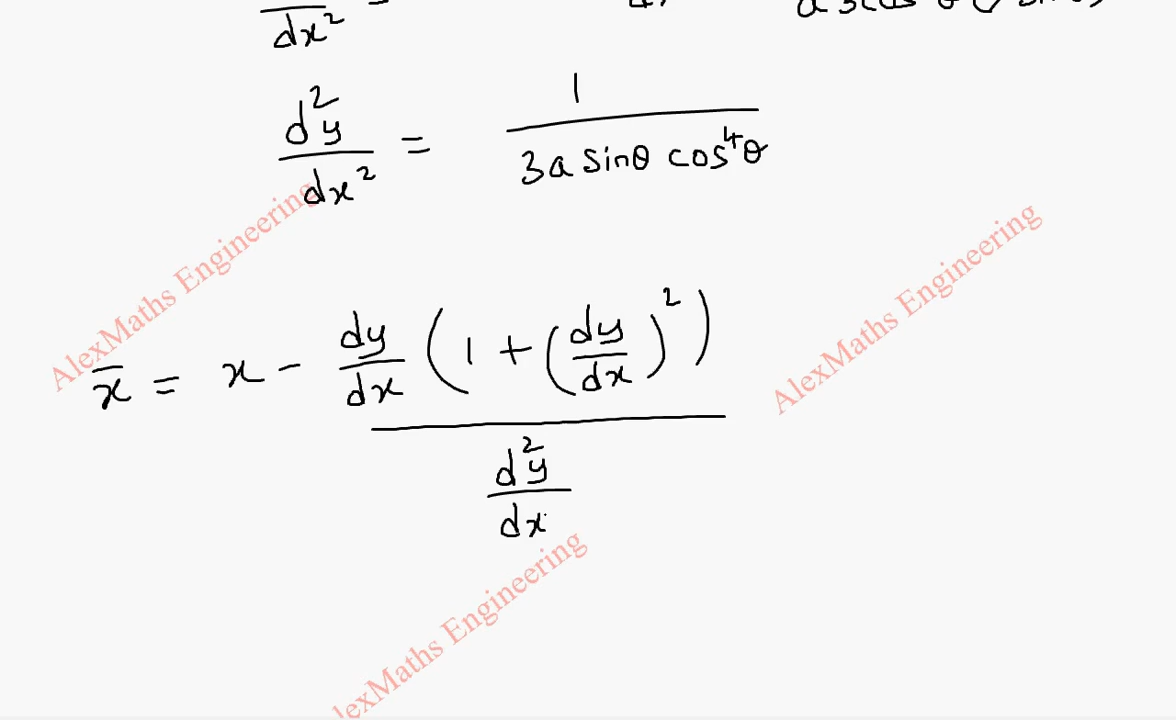 dx² =
d²y/dx² = 1/(3a sinθ cos⁴θ)
x̄ = x - dy/dx (1 + (dy/dx)²)
d²y/dx
AlexMaths Engineering
AlexMaths Engineering
AlexMaths Engineering